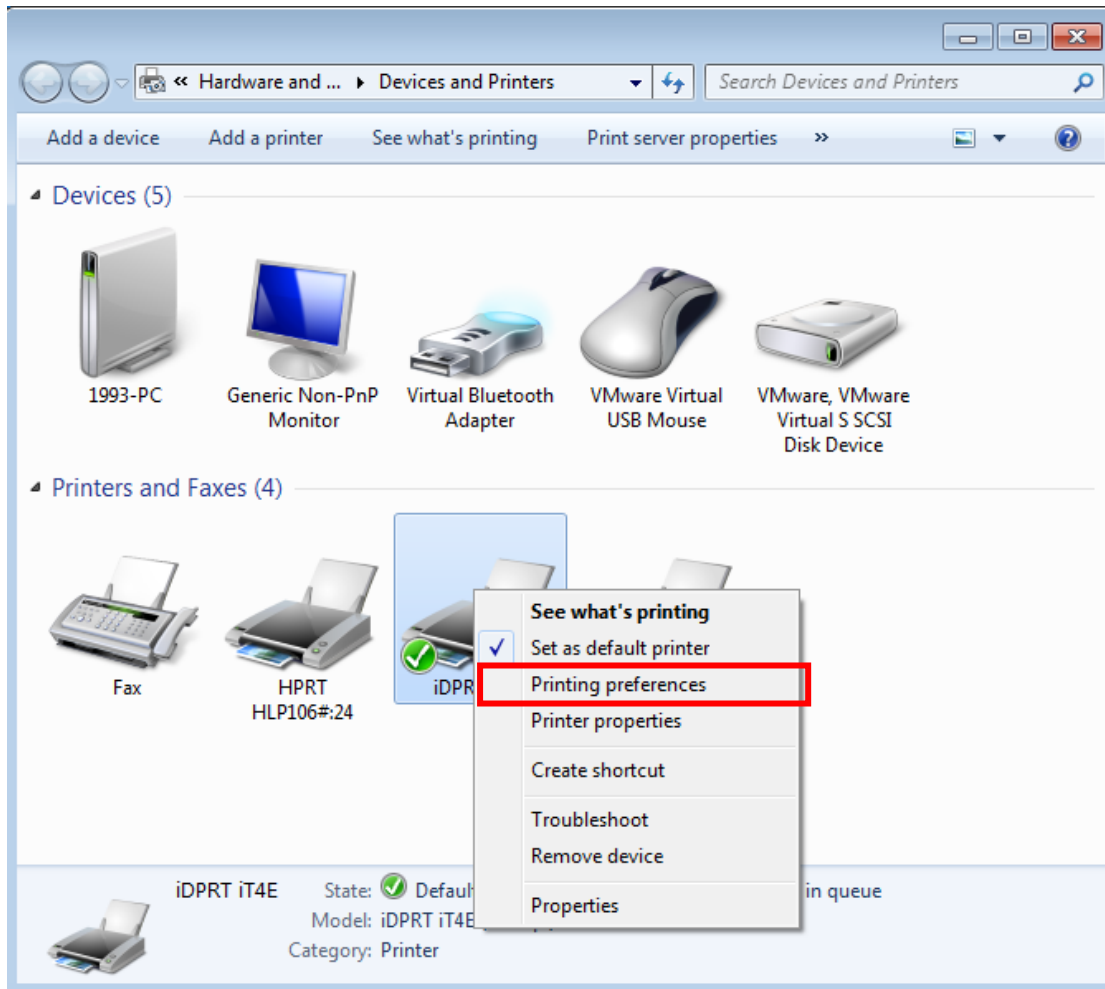 « Hardware and ... ▸ Devices and Printers
Search Devices and Printers
Add a device Add a printer See what's printing Print server properties »
Devices (5)
1993-PC
Generic Non-PnP
Monitor
Virtual Bluetooth
Adapter
VMware Virtual
USB Mouse
VMware, VMware
Virtual S SCSI
Disk Device
Printers and Faxes (4)
Fax
HPRT
HLP106#:24
iDPR
See what's printing
Set as default printer
Printing preferences
Printer properties
Create shortcut
Troubleshoot
Remove device
Properties
iDPRT iT4E State: Defaul in queue
Model: iDPRT iT4E
Category: Printer